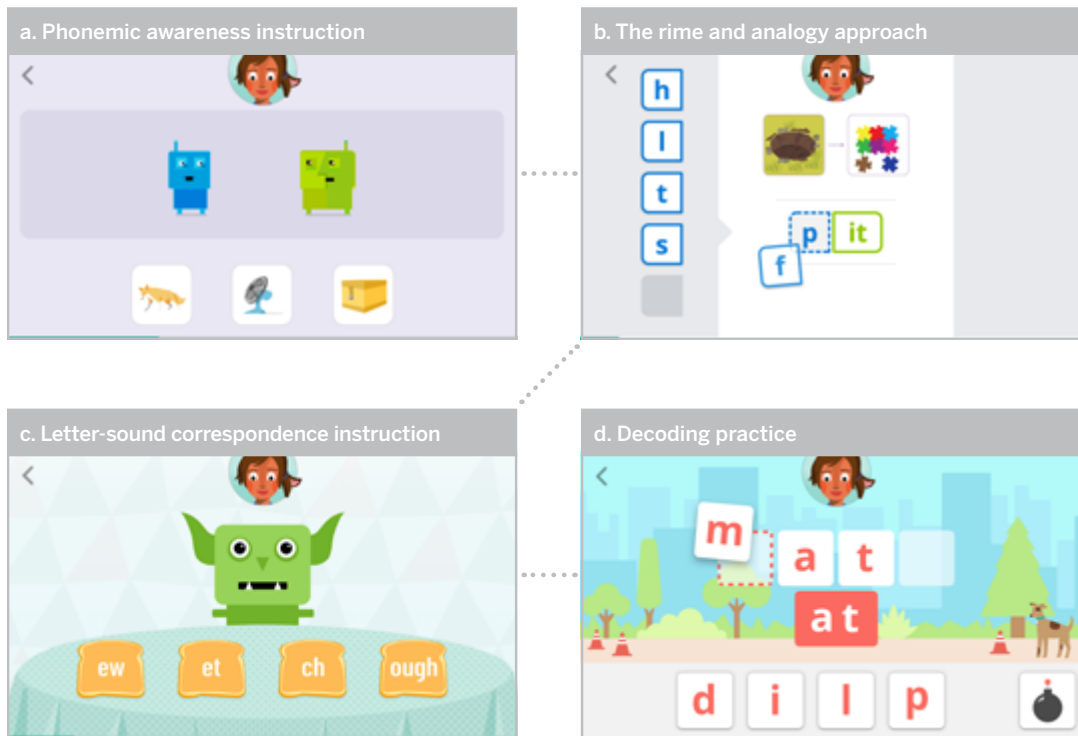 a. Phonemic awareness instruction
b. The rime and analogy approach
h
l
t
s
p it
f
c. Letter-sound correspondence instruction
ew et ch ough
d. Decoding practice
m a t
at
d i l p